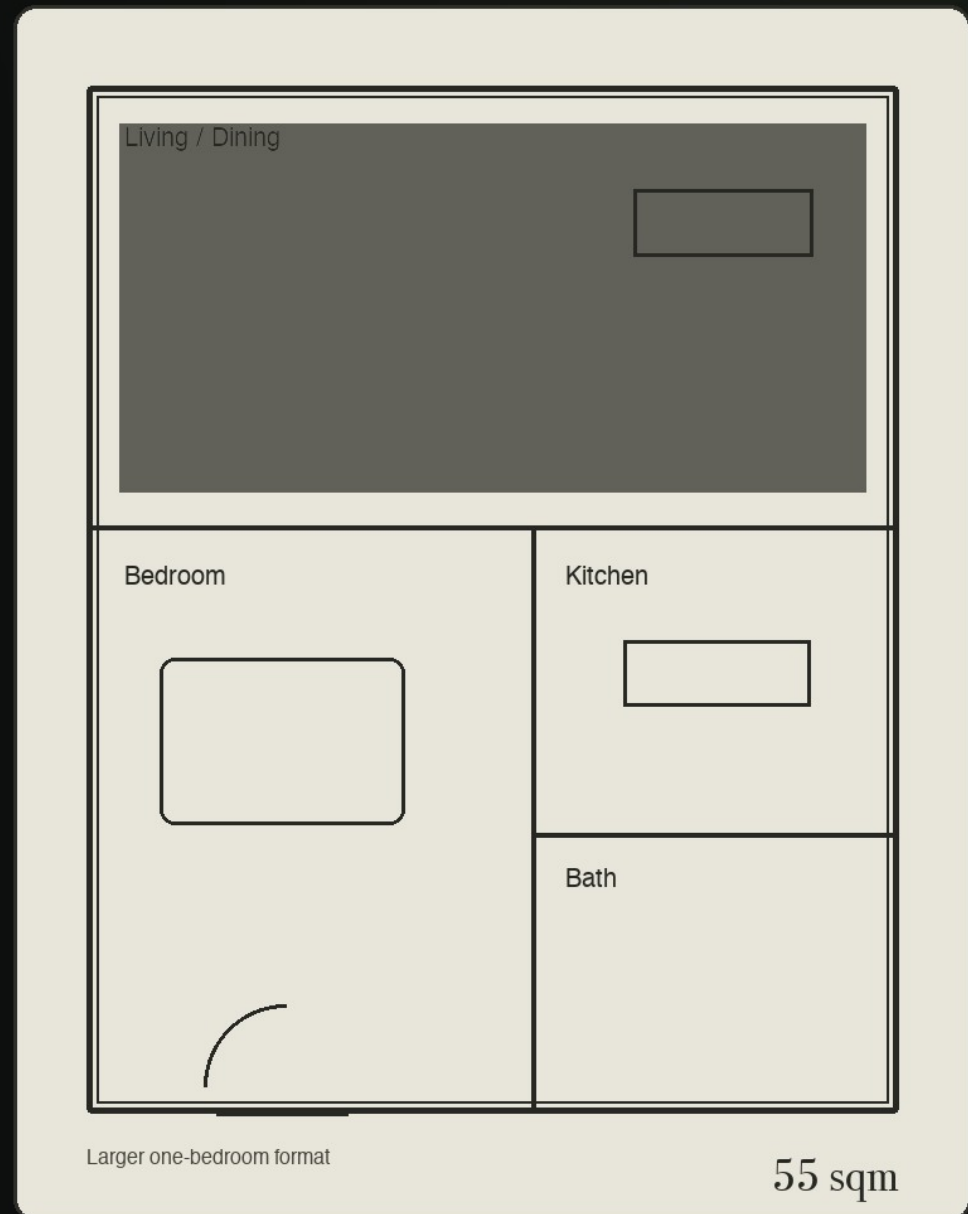 Living / Dining
Bedroom
Kitchen
Bath
Larger one-bedroom format
55 sqm